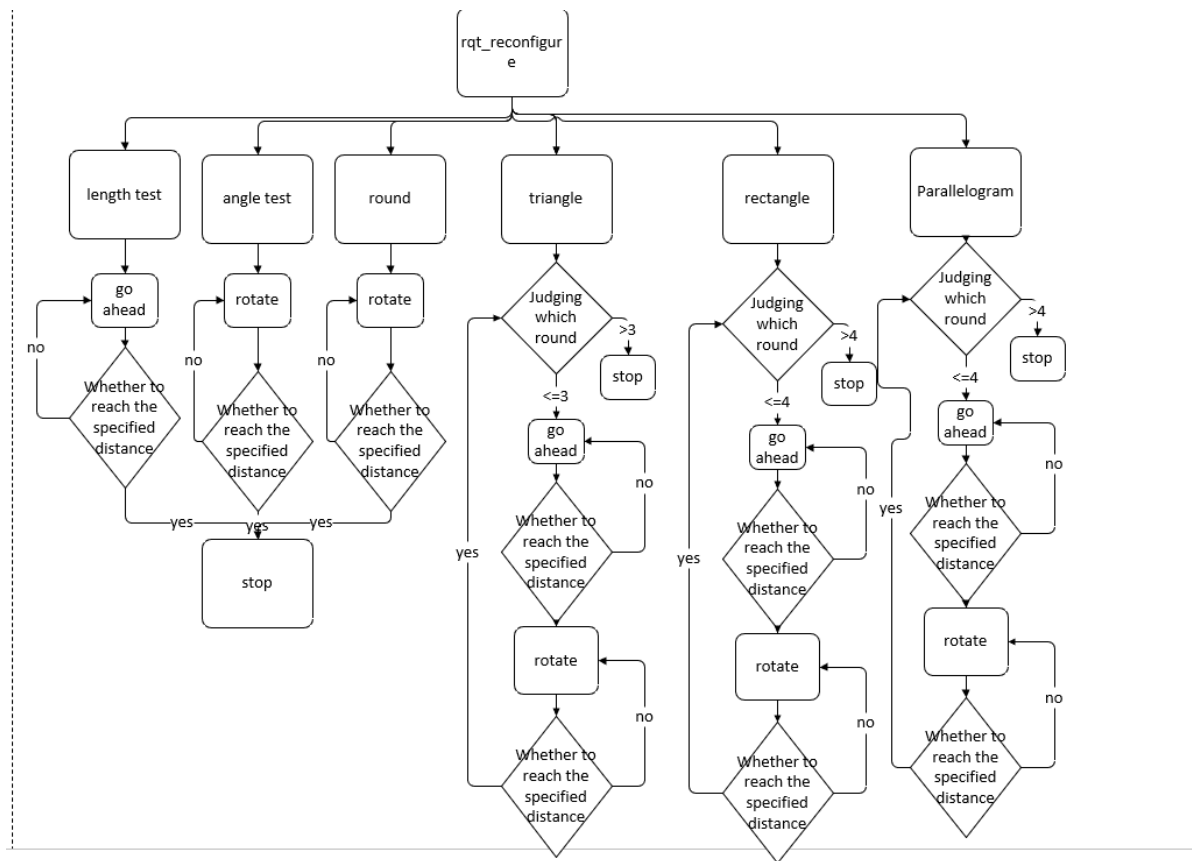 rqt_reconfigur
e
length test
angle test
round
triangle
rectangle
Parallelogram
go
ahead
no
Whether to
reach the
specified
distance
yes
rotate
no
Whether to
reach the
specified
distance
yes
rotate
no
Whether to
reach the
specified
distance
yes
stop
Judging
which
round
>3
stop
<=3
go
ahead
no
Whether to
reach the
specified
distance
yes
rotate
no
Whether to
reach the
specified
distance
Judging
which
round
>4
stop
<=4
go
ahead
no
Whether to
reach the
specified
distance
yes
rotate
no
Whether to
reach the
specified
distance
Judging
which
round
>4
stop
<=4
go
ahead
no
Whether to
reach the
specified
distance
yes
rotate
no
Whether to
reach the
specified
distance